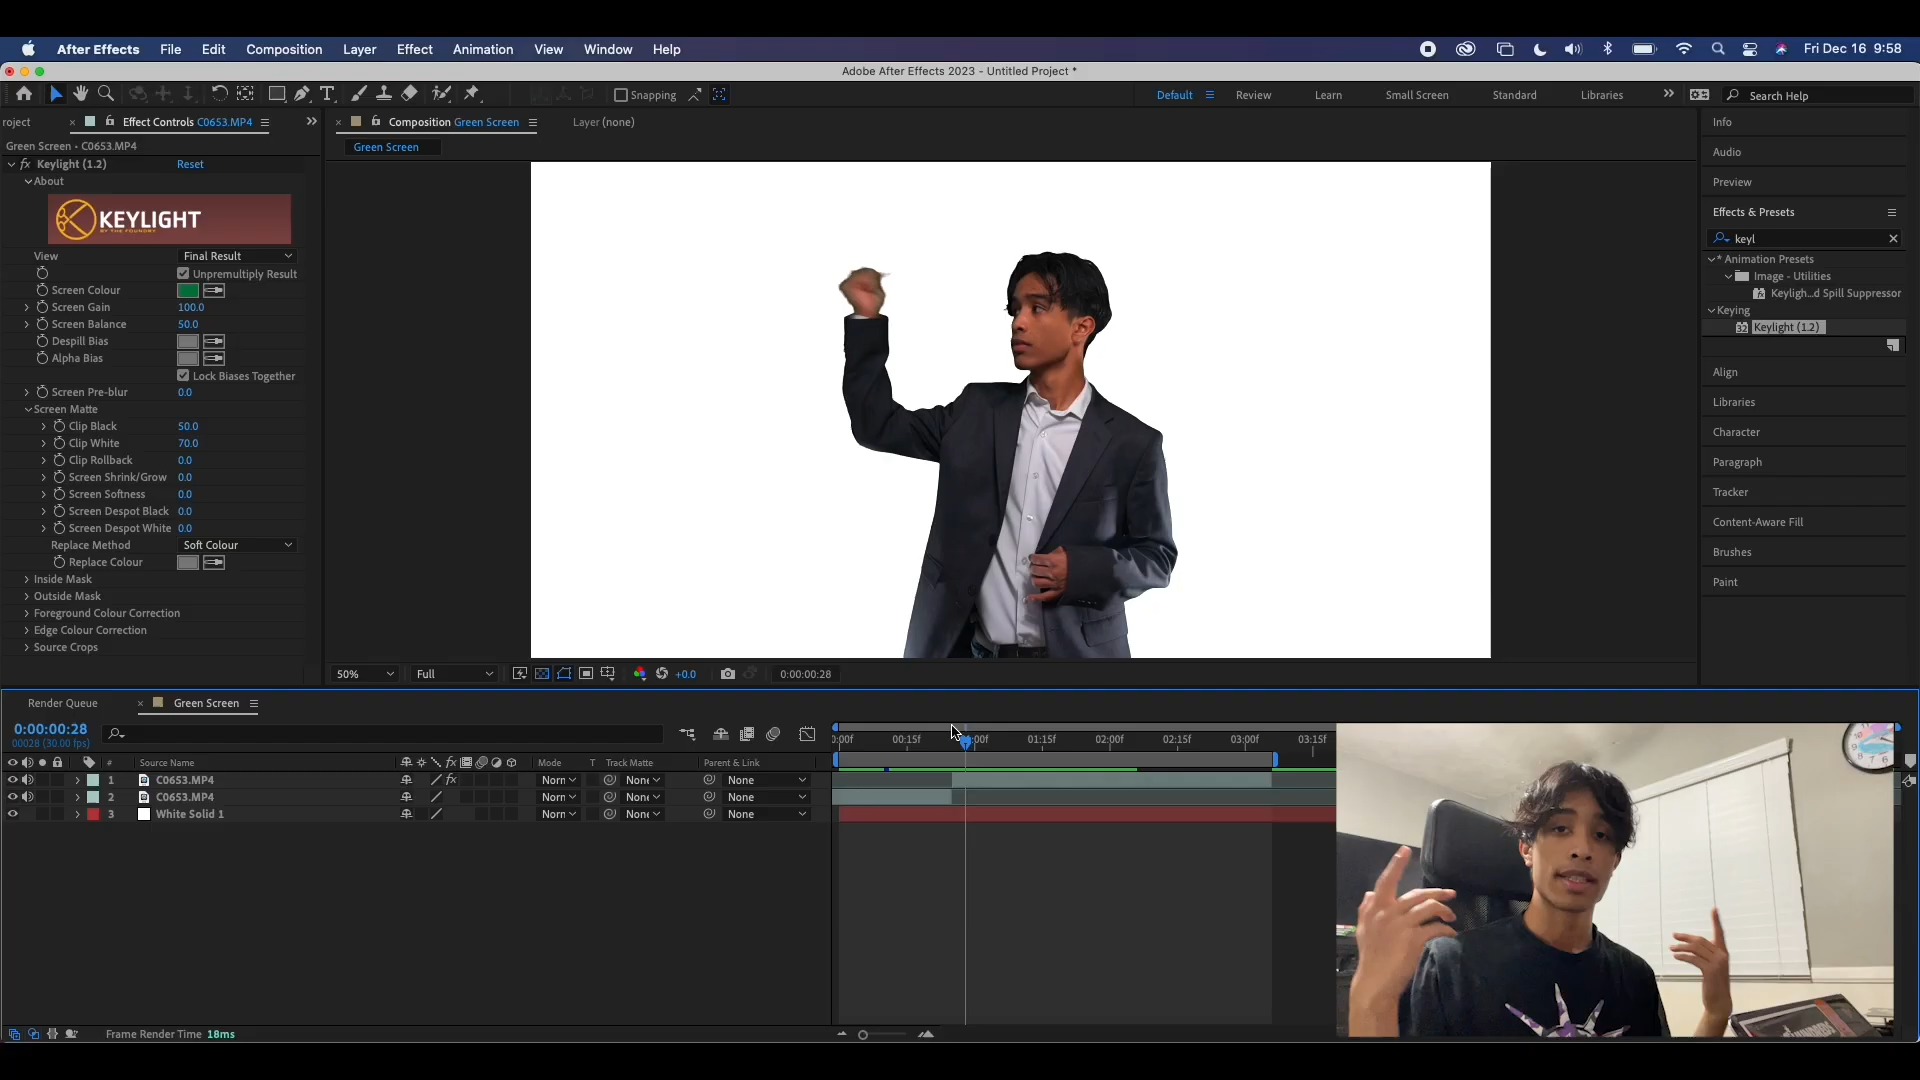 After Effects File Edit Composition Layer Effect Animation View Window Help Fri Dec 16 9:58
Adobe After Effects 2023 - Untitled Project *
Snapping Default Review Learn Small Screen Standard Libraries Search Help
roject Effect Controls C0653.MP4 Composition Green Screen Layer (none) Info
Green Screen • C0653.MP4 Green Screen
Audio
Keylight (1.2) Reset
About Preview
KEYLIGHT
BY THE FOUNDRY
Effects & Presets
keyl
View Final Result
Unpremultiply Result
Screen Colour
Screen Gain 100.0
Screen Balance 50.0
Despill Bias
Alpha Bias
Lock Biases Together
Screen Pre-blur 0.0
Screen Matte
Clip Black 50.0
Clip White 70.0
Clip Rollback 0.0
Screen Shrink/Grow 0.0
Screen Softness 0.0
Screen Despot Black 0.0
Screen Despot White 0.0
Replace Method Soft Colour
Replace Colour
Inside Mask
Outside Mask
Foreground Colour Correction
Edge Colour Correction
Source Crops
* Animation Presets
Image - Utilities
Keyligh...d Spill Suppressor
Keying
32 Keylight (1.2)
Align
Libraries
Character
Paragraph
Tracker
Content-Aware Fill
Brushes
Paint
50% Full +0.0 0:00:00:28
Render Queue Green Screen
0:00:00:28
00028 (30.00 fps)
):00f 00:15f :00f 01:15f 02:00f 02:15f 03:00f 03:15f
# Source Name Mode T Track Matte Parent & Link
1 C0653.MP4 Norn None None
2 C0653.MP4 Norn None None
3 White Solid 1 Norn None None
Frame Render Time 18ms